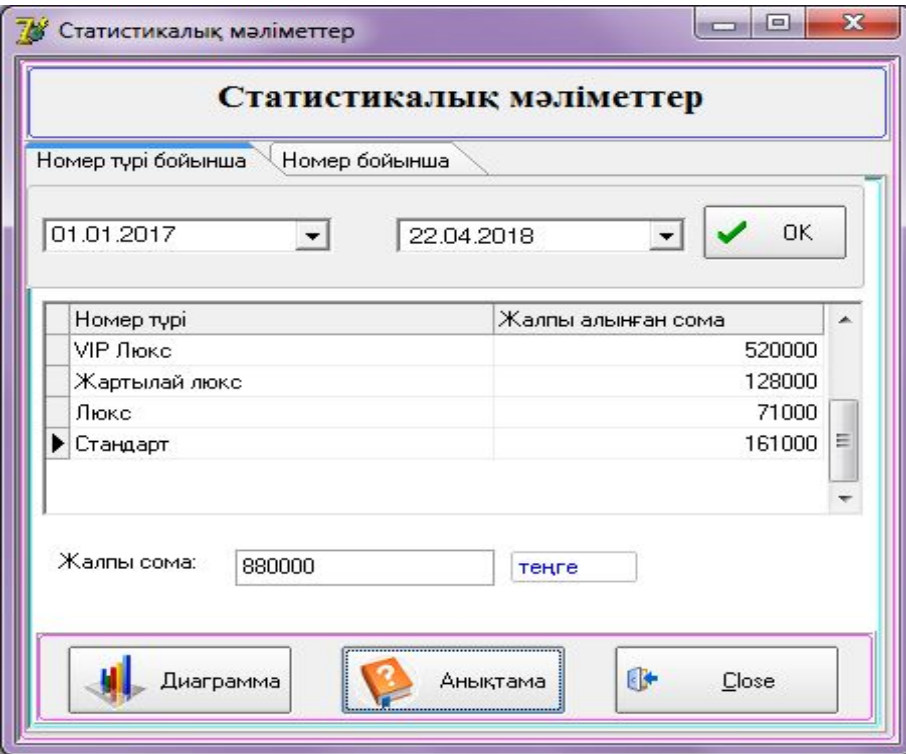 Статистикалық мәліметтер
Статистикалық мәліметтер
Номер түрі бойынша Номер бойынша
01.01.2017 22.04.2018 OK
Номер түрі Жалпы алынған сома
VIP Люкс 520000
Жартылай люкс 128000
Люкс 71000
Стандарт 161000
Жалпы сома: 880000 теңге
Диаграмма Анықтама Close